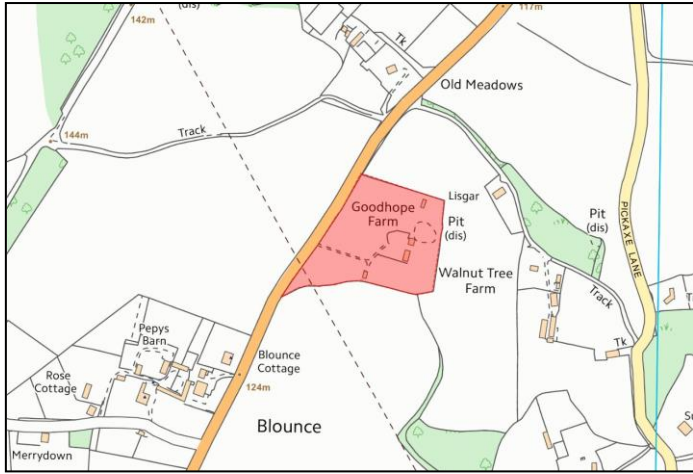 142m
(dis)
117m
Tk
Old Meadows
144m
Track
Goodhope
Farm
Lisgar
Pit
(dis)
Pit
(dis)
PICKAXE LANE
Walnut Tree
Farm
Track
Tk
Pepys
Barn
Blounce
Cottage
Rose
Cottage
124m
Blounce
Merrydown